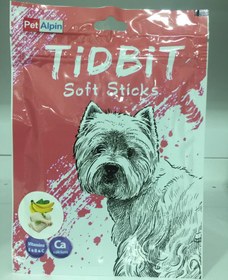 Pet Alpin
TiDBiT
Soft Sticks
Ca